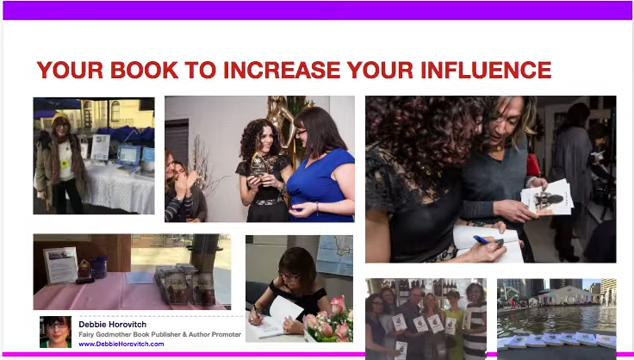 YOUR BOOK TO INCREASE YOUR INFLUENCE
Debbie Horovitch
Fairy Godmother Book Publisher & Author Promoter
www.DebbieHorovitch.com